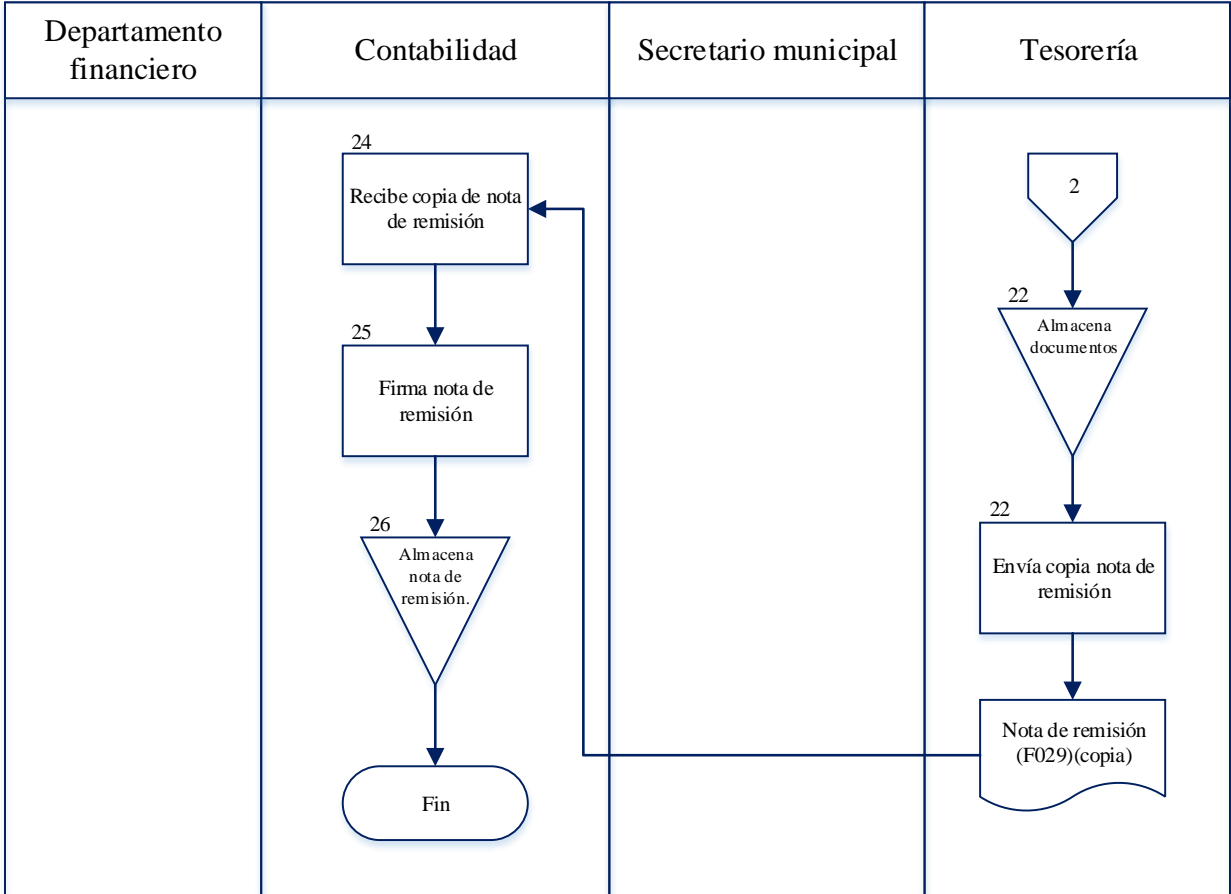 Departamento
financiero
Contabilidad
Secretario municipal
Tesorería
24
Recibe copia de nota
de remisión
25
Firma nota de
remisión
26
Almacena
nota de
remisión.
Fin
2
22
Almacena
documentos
22
Envía copia nota de
remisión
Nota de remisión
(F029)(copia)